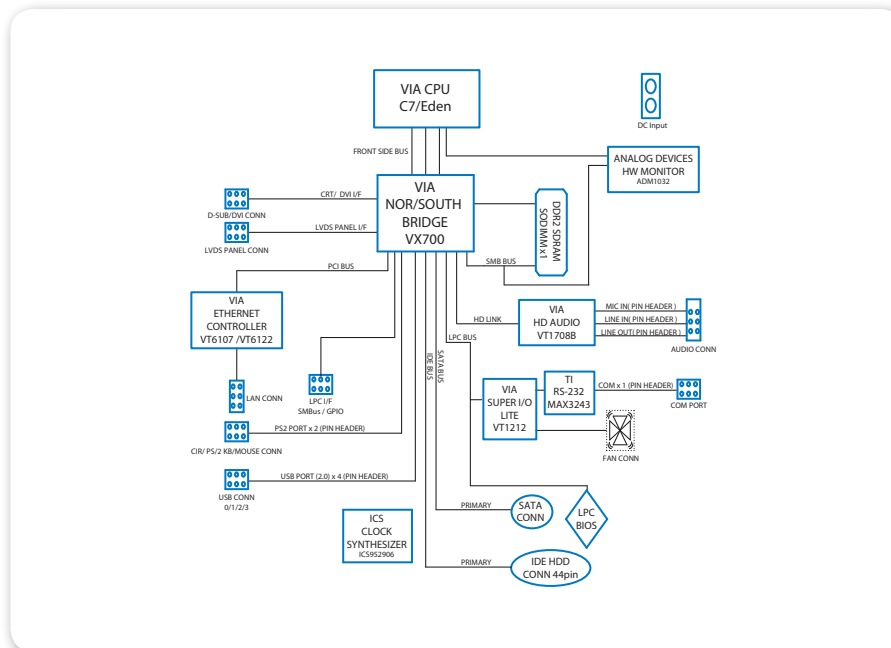 VIA CPU
C7/Eden
DC Input
FRONT SIDE BUS
ANALOG DEVICES
HW MONITOR
ADM1032
VIA
NOR/SOUTH
BRIDGE
VX700
CRT/ DVI I/F
D-SUB/DVI CONN
LVDS PANEL I/F
LVDS PANEL CONN
DDR2 SDRAM
SODIMM x1
SMB BUS
PCI BUS
VIA
ETHERNET
CONTROLLER
VT6107 /VT6122
HD LINK
VIA
HD AUDIO
VT1708B
MIC IN( PIN HEADER )
LINE IN( PIN HEADER )
LINE OUT( PIN HEADER )
AUDIO CONN
LPC BUS
IDE BUS
SATA BUS
LAN CONN
LPC I/F
SMBus / GPIO
VIA
SUPER I/O
LITE
VT1212
TI
RS-232
MAX3243
COM x 1 (PIN HEADER)
COM PORT
FAN CONN
PS2 PORT x 2 (PIN HEADER)
CIR/ PS/2 KB/MOUSE CONN
USB PORT (2.0) x 4 (PIN HEADER)
USB CONN
0/1/2/3
PRIMARY
SATA
CONN
LPC
BIOS
ICS
CLOCK
SYNTHESIZER
ICS952906
PRIMARY
IDE HDD
CONN 44pin